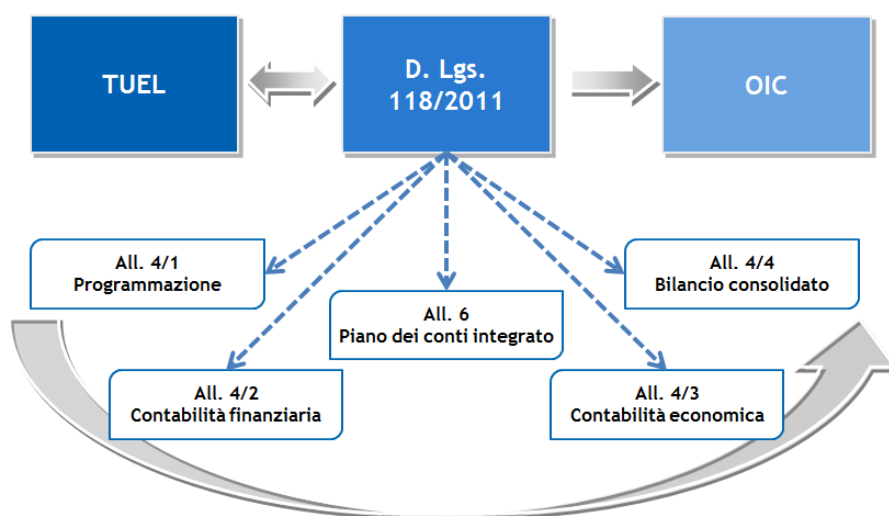 TUEL
D. Lgs.
118/2011
OIC
All. 4/1
Programmazione
All. 4/4
Bilancio consolidato
All. 6
Piano dei conti integrato
All. 4/2
Contabilità finanziaria
All. 4/3
Contabilità economica